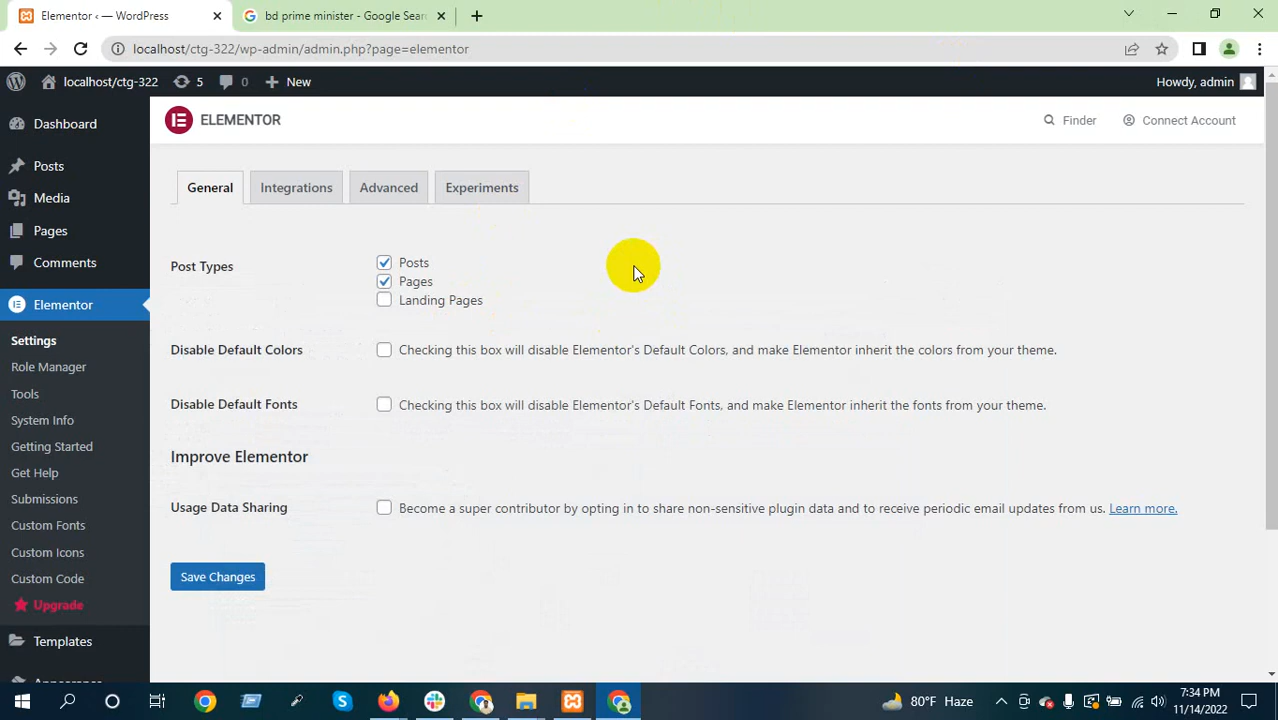 Elementor ‹ — WordPress
bd prime minister - Google Sear
localhost/ctg-322/wp-admin/admin.php?page=elementor
localhost/ctg-322
5
0
New
Howdy, admin
Dashboard
Posts
Media
Pages
Comments
Elementor
Settings
Role Manager
Tools
System Info
Getting Started
Get Help
Submissions
Custom Fonts
Custom Icons
Custom Code
Upgrade
Templates
ELEMENTOR
Finder
Connect Account
General
Integrations
Advanced
Experiments
Post Types
Posts
Pages
Landing Pages
Disable Default Colors
Checking this box will disable Elementor's Default Colors, and make Elementor inherit the colors from your theme.
Disable Default Fonts
Checking this box will disable Elementor's Default Fonts, and make Elementor inherit the fonts from your theme.
Improve Elementor
Usage Data Sharing
Become a super contributor by opting in to share non-sensitive plugin data and to receive periodic email updates from us. Learn more.
Save Changes
80°F Haze
7:34 PM
11/14/2022